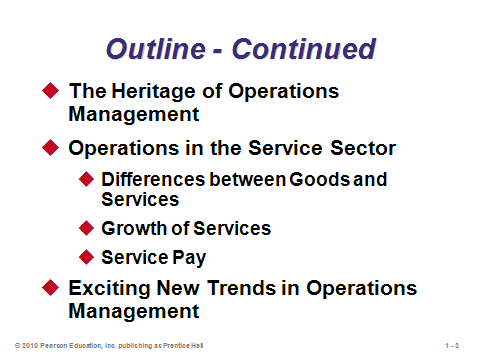 Outline - Continued
The Heritage of Operations
Management
Operations in the Service Sector
Differences between Goods and
Services
Growth of Services
Service Pay
Exciting New Trends in Operations
Management
© 2010 Pearson Education, Inc. publishing as Prentice Hall
1 - 3